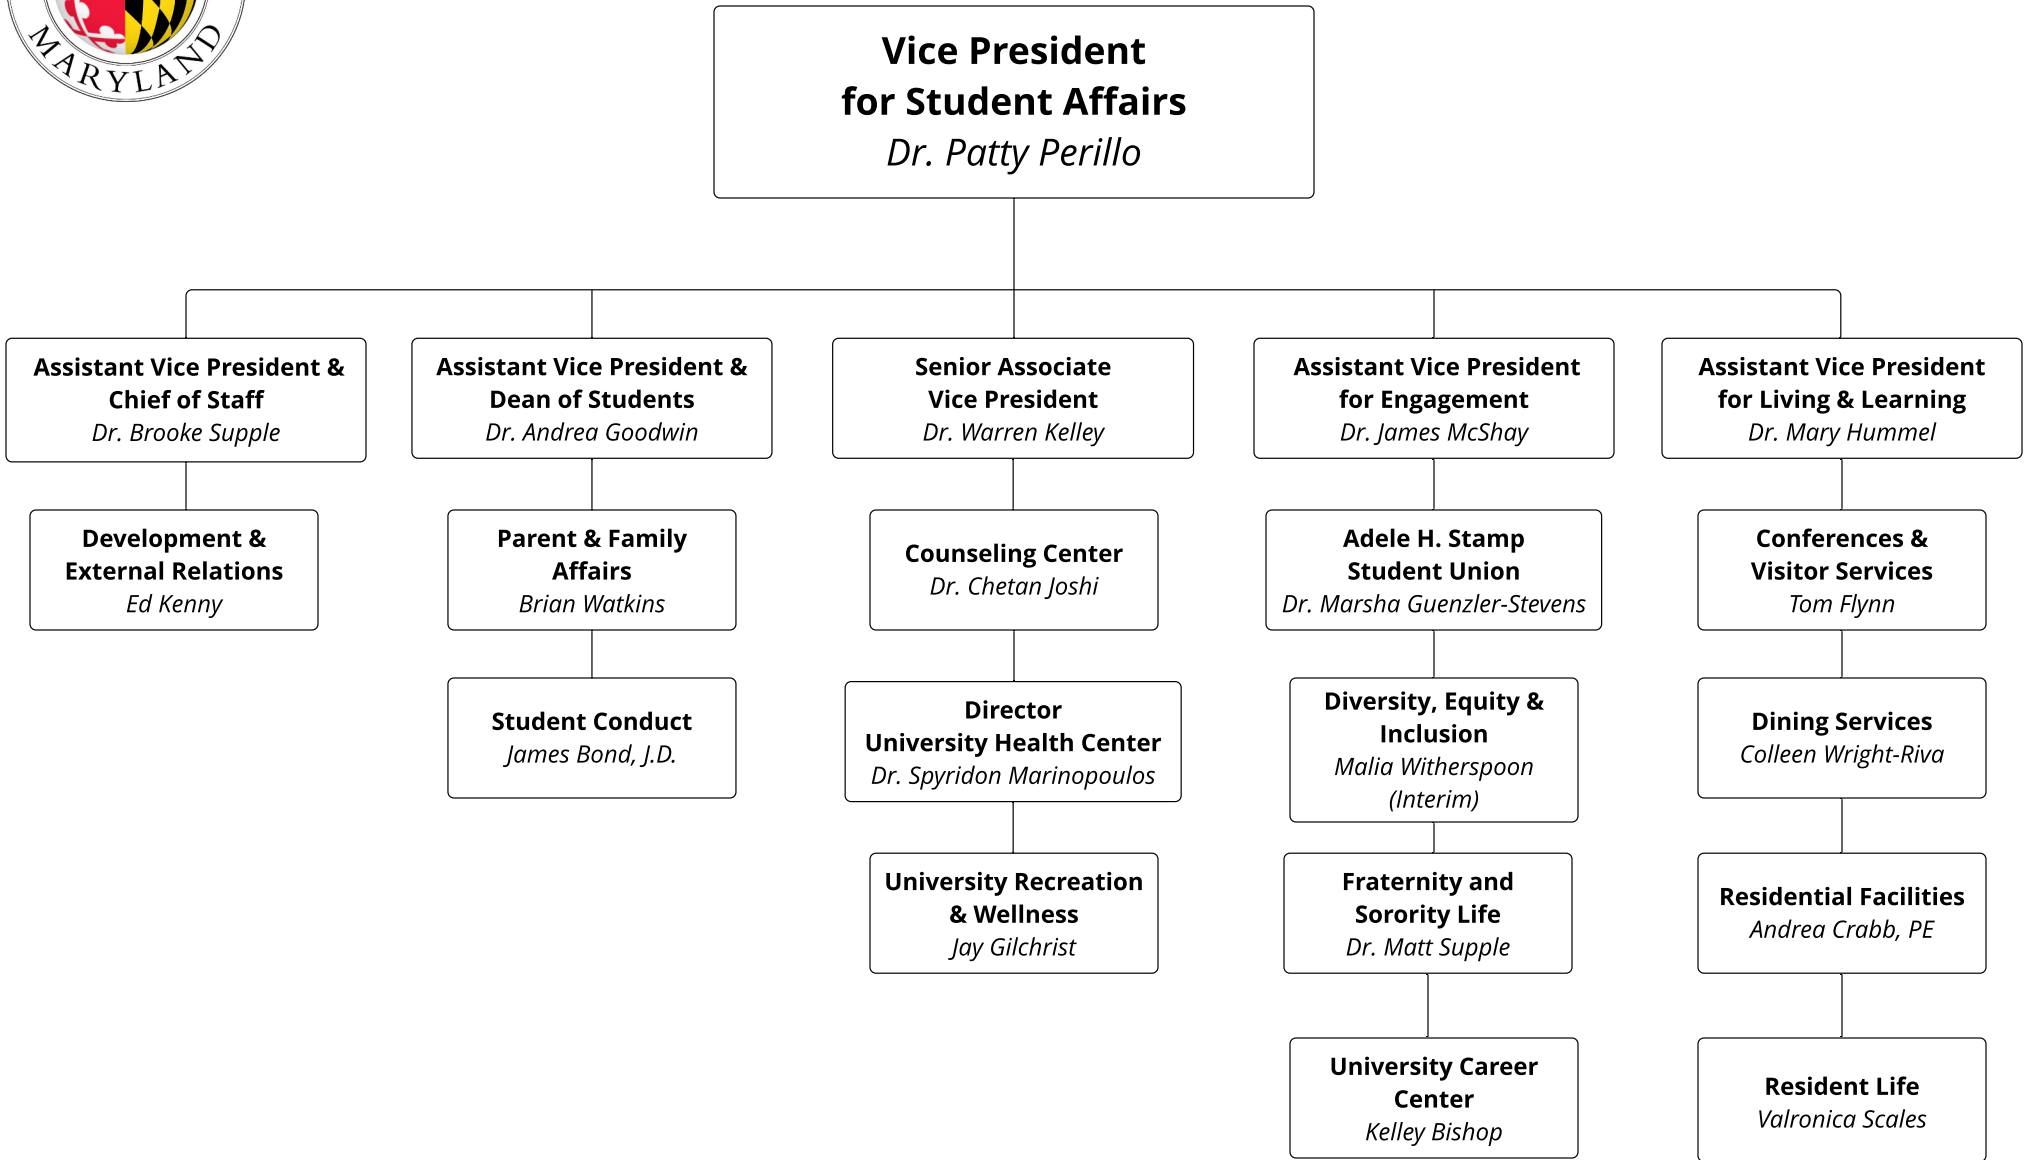 MARYLAND
Vice President
for Student Affairs
Dr. Patty Perillo
Assistant Vice President &
Chief of Staff
Dr. Brooke Supple
Assistant Vice President &
Dean of Students
Dr. Andrea Goodwin
Senior Associate
Vice President
Dr. Warren Kelley
Assistant Vice President
for Engagement
Dr. James McShay
Assistant Vice President
for Living & Learning
Dr. Mary Hummel
Development &
External Relations
Ed Kenny
Parent & Family
Affairs
Brian Watkins
Counseling Center
Dr. Chetan Joshi
Adele H. Stamp
Student Union
Dr. Marsha Guenzler-Stevens
Conferences &
Visitor Services
Tom Flynn
Student Conduct
James Bond, J.D.
Director
University Health Center
Dr. Spyridon Marinopoulos
Diversity, Equity &
Inclusion
Malia Witherspoon
(Interim)
Dining Services
Colleen Wright-Riva
University Recreation
& Wellness
Jay Gilchrist
Fraternity and
Sorority Life
Dr. Matt Supple
Residential Facilities
Andrea Crabb, PE
University Career
Center
Kelley Bishop
Resident Life
Valronica Scales